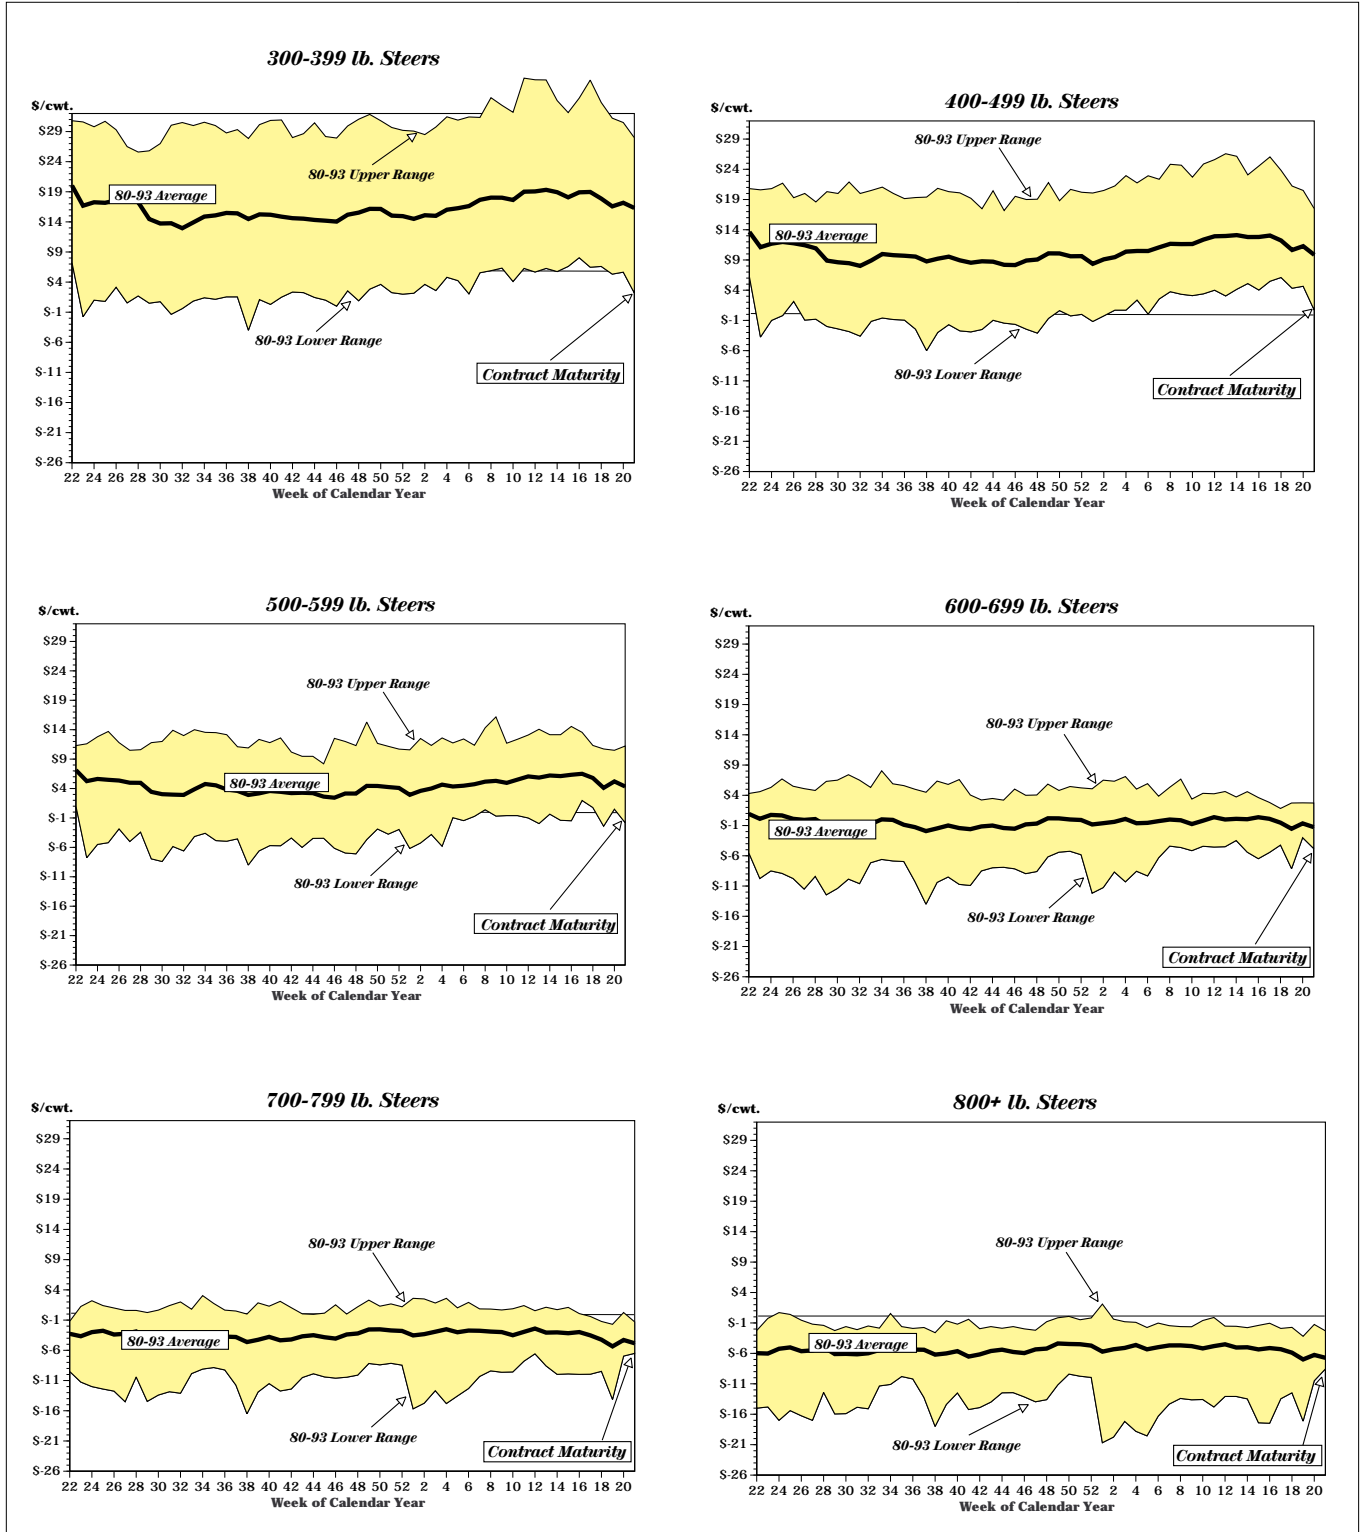 300-399 lb. Steers
$/cwt.
$29
$24
$19
$14
$9
$4
$-1
$-6
$-11
$-16
$-21
$-26
80-93 Upper Range
80-93 Average
80-93 Lower Range
Contract Maturity
22 24 26 28 30 32 34 36 38 40 42 44 46 48 50 52 2 4 6 8 10 12 14 16 18 20
Week of Calendar Year
400-499 lb. Steers
$/cwt.
$29
$24
$19
$14
$9
$4
$-1
$-6
$-11
$-16
$-21
$-26
80-93 Upper Range
80-93 Average
80-93 Lower Range
Contract Maturity
22 24 26 28 30 32 34 36 38 40 42 44 46 48 50 52 2 4 6 8 10 12 14 16 18 20
Week of Calendar Year
500-599 lb. Steers
$/cwt.
$29
$24
$19
$14
$9
$4
$-1
$-6
$-11
$-16
$-21
$-26
80-93 Upper Range
80-93 Average
80-93 Lower Range
Contract Maturity
22 24 26 28 30 32 34 36 38 40 42 44 46 48 50 52 2 4 6 8 10 12 14 16 18 20
Week of Calendar Year
600-699 lb. Steers
$/cwt.
$29
$24
$19
$14
$9
$4
$-1
$-6
$-11
$-16
$-21
$-26
80-93 Upper Range
80-93 Average
80-93 Lower Range
Contract Maturity
22 24 26 28 30 32 34 36 38 40 42 44 46 48 50 52 2 4 6 8 10 12 14 16 18 20
Week of Calendar Year
700-799 lb. Steers
$/cwt.
$29
$24
$19
$14
$9
$4
$-1
$-6
$-11
$-16
$-21
$-26
80-93 Upper Range
80-93 Average
80-93 Lower Range
Contract Maturity
22 24 26 28 30 32 34 36 38 40 42 44 46 48 50 52 2 4 6 8 10 12 14 16 18 20
Week of Calendar Year
800+ lb. Steers
$/cwt.
$29
$24
$19
$14
$9
$4
$-1
$-6
$-11
$-16
$-21
$-26
80-93 Upper Range
80-93 Average
80-93 Lower Range
Contract Maturity
22 24 26 28 30 32 34 36 38 40 42 44 46 48 50 52 2 4 6 8 10 12 14 16 18 20
Week of Calendar Year